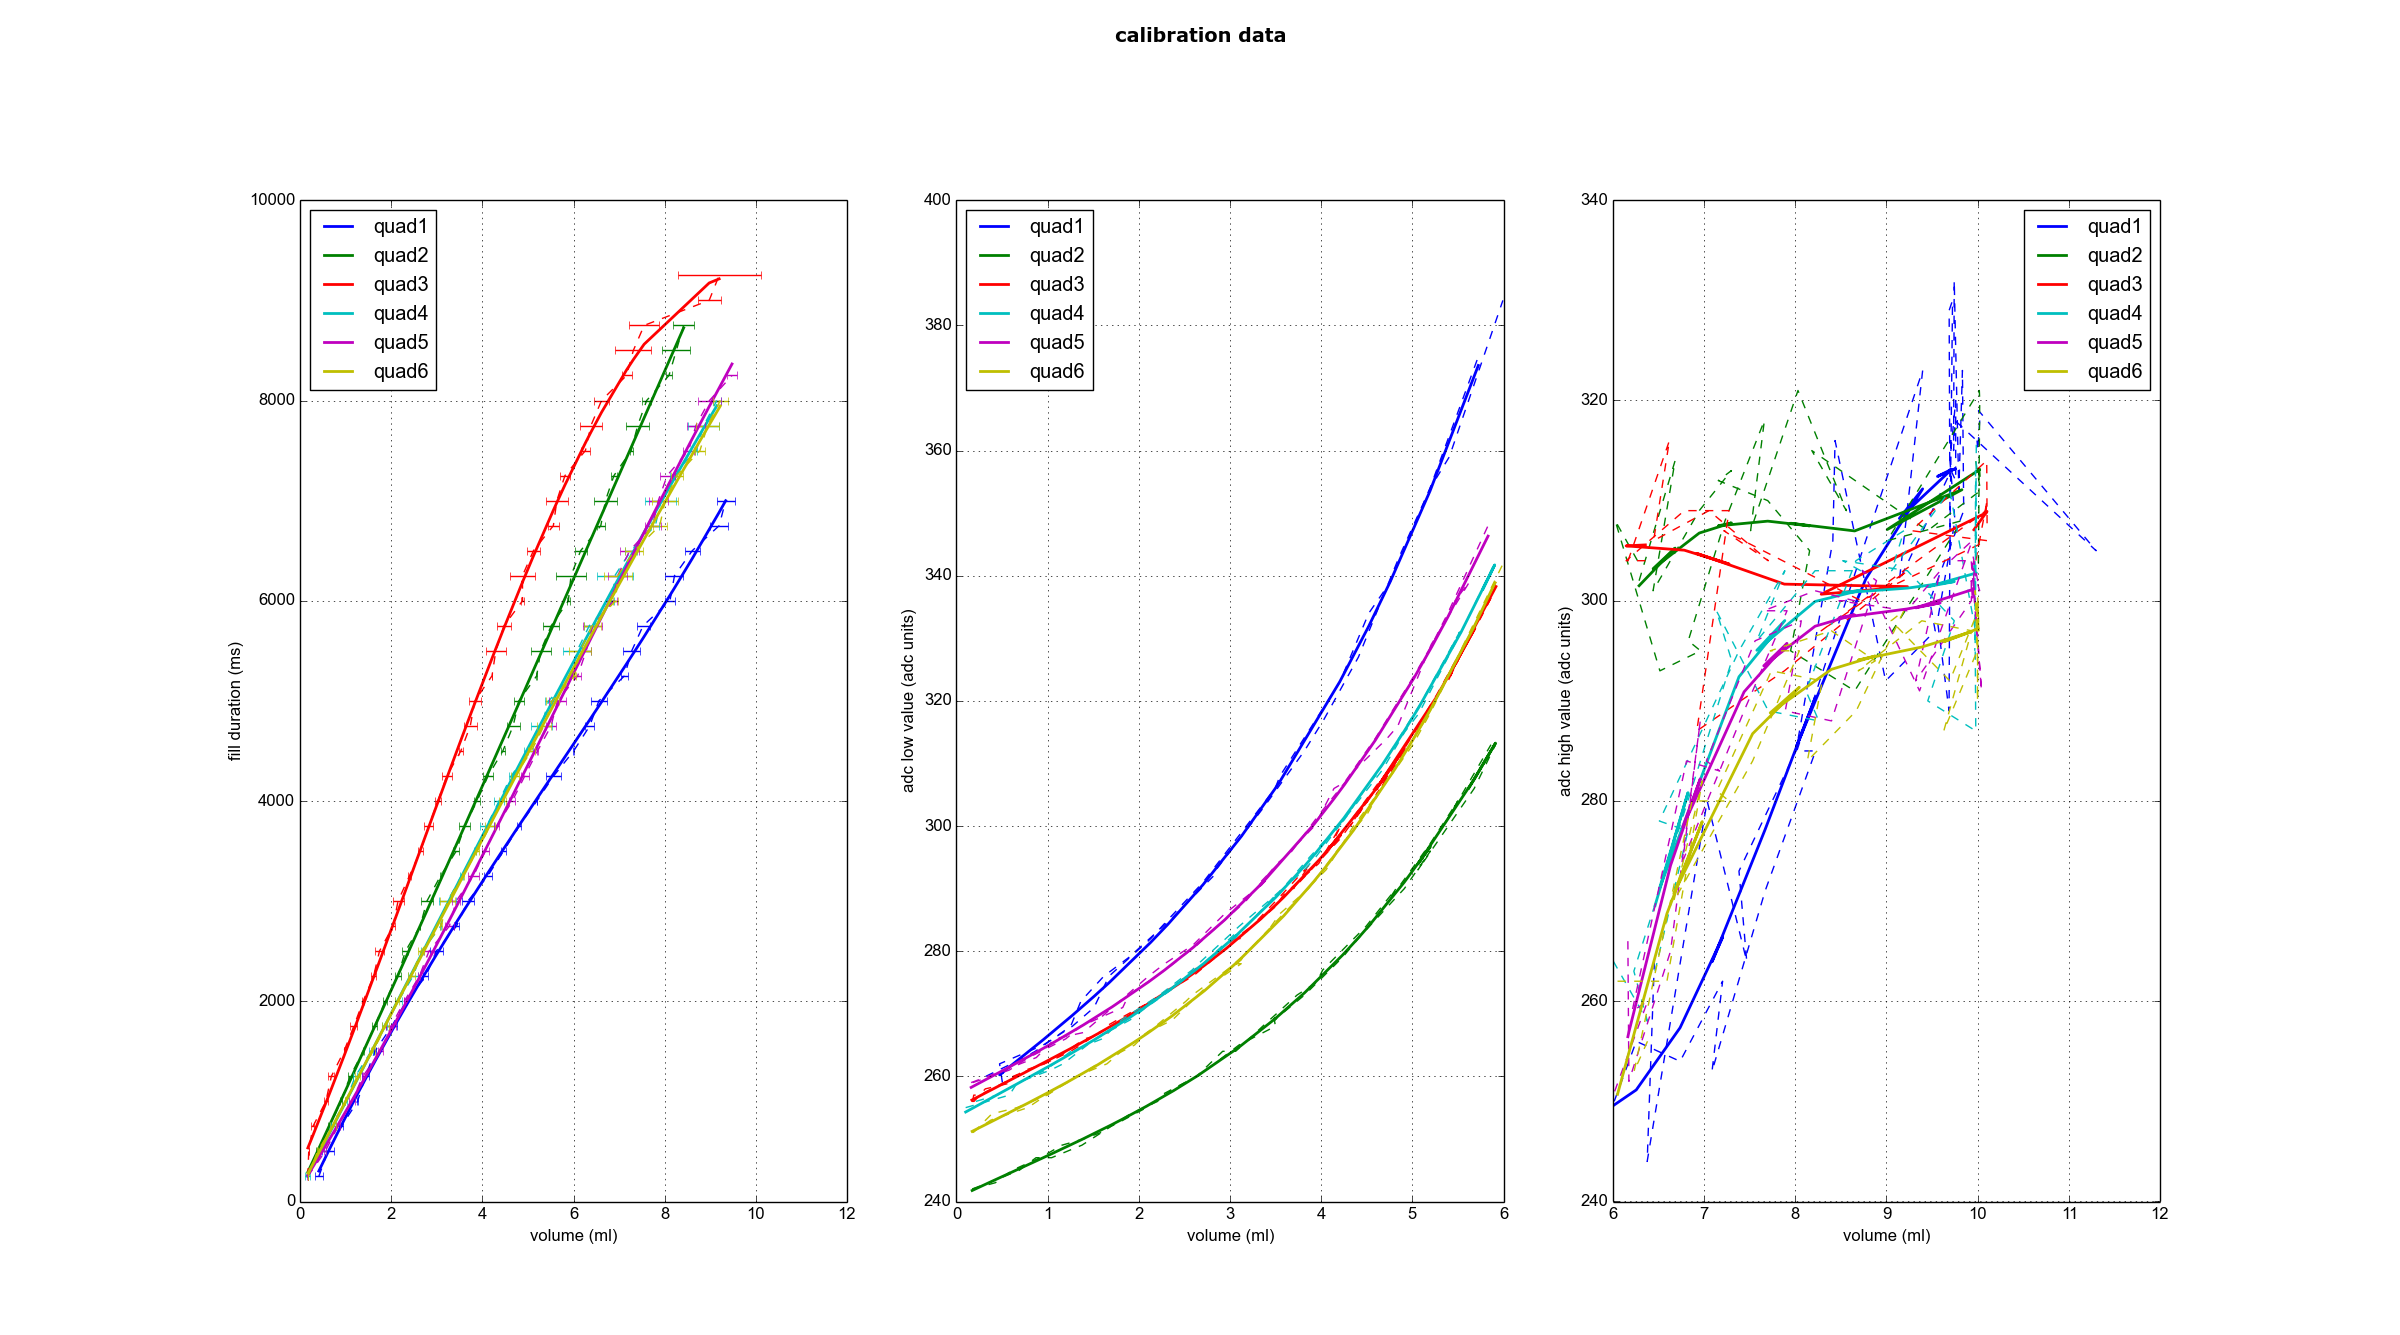 calibration data
10000
8000
6000
4000
2000
0
0 2 4 6 8 10 12
fill duration (ms)
volume (ml)
quad1
quad2
quad3
quad4
quad5
quad6
400
380
360
340
320
300
280
260
240
0 1 2 3 4 5 6
adc low value (adc units)
volume (ml)
quad1
quad2
quad3
quad4
quad5
quad6
340
320
300
280
260
240
6 7 8 9 10 11 12
adc high value (adc units)
volume (ml)
quad1
quad2
quad3
quad4
quad5
quad6